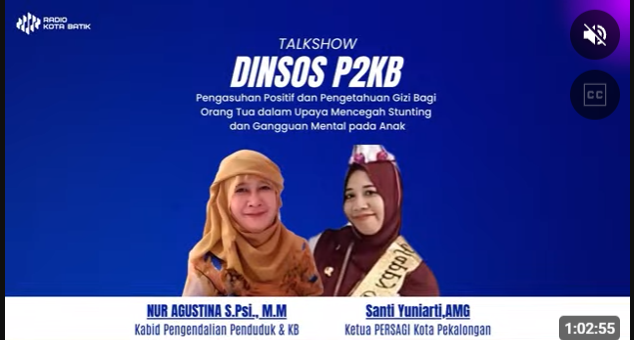 RADIO
KOTA BATIK
TALKSHOW
DINSOS P2KB
Pengasuhan Positif dan Pengetahuan Gizi Bagi
Orang Tua dalam Upaya Mencegah Stunting
dan Gangguan Mental pada Anak
CC
NUR AGUSTINA S.Psi., M.M
Kabid Pengendalian Penduduk & KB
Santi Yuniarti,AMG
Ketua PERSAGI Kota Pekalongan
1:02:55